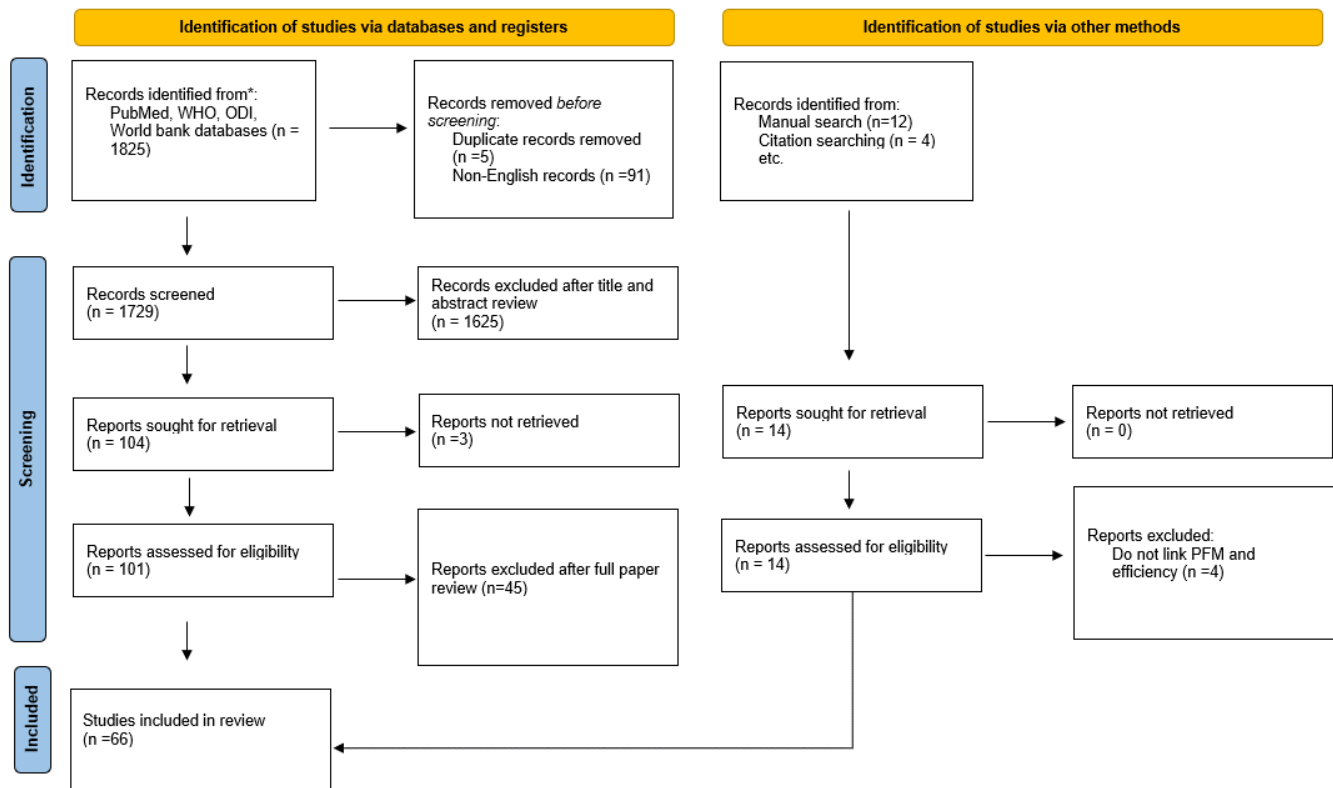 Identification of studies via databases and registers
Identification of studies via other methods
Identification
Records identified from*:
PubMed, WHO, ODI,
World bank databases (n =
1825)
Records removed before
screening:
Duplicate records removed
(n =5)
Non-English records (n =91)
Records identified from:
Manual search (n=12)
Citation searching (n = 4)
etc.
Screening
Records screened
(n = 1729)
Records excluded after title and
abstract review
(n = 1625)
Reports sought for retrieval
(n = 104)
Reports not retrieved
(n =3)
Reports sought for retrieval
(n = 14)
Reports not retrieved
(n = 0)
Reports assessed for eligibility
(n = 101)
Reports excluded after full paper
review (n=45)
Reports assessed for eligibility
(n = 14)
Reports excluded:
Do not link PFM and
efficiency (n =4)
Included
Studies included in review
(n =66)